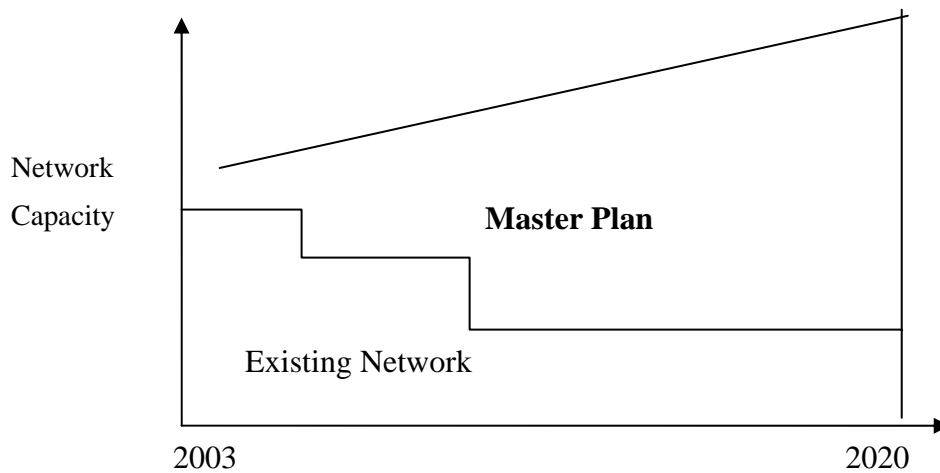 Network
Capacity
Master Plan
Existing Network
2003
2020